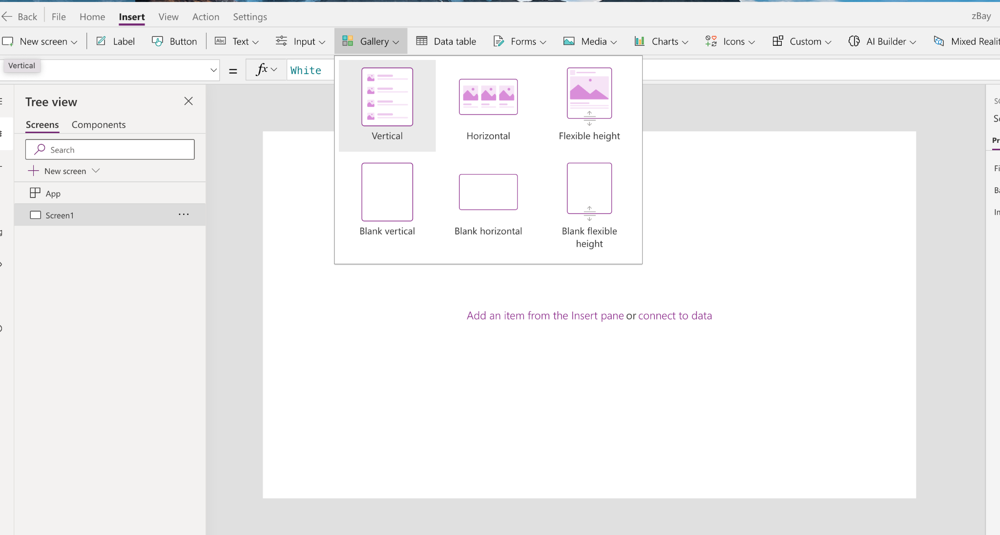 Back File Home Insert View Action Settings zBay
New screen Label Button Abc Text Input Gallery Data table Forms Media Charts Icons Custom AI Builder Mixed Realit
Vertical
= fx White
Tree view
Screens Components
Search
New screen
App
Screen1
Vertical Horizontal Flexible height
Blank vertical Blank horizontal Blank flexible
height
Add an item from the Insert pane or connect to data
Pr
Fi
Ba
In